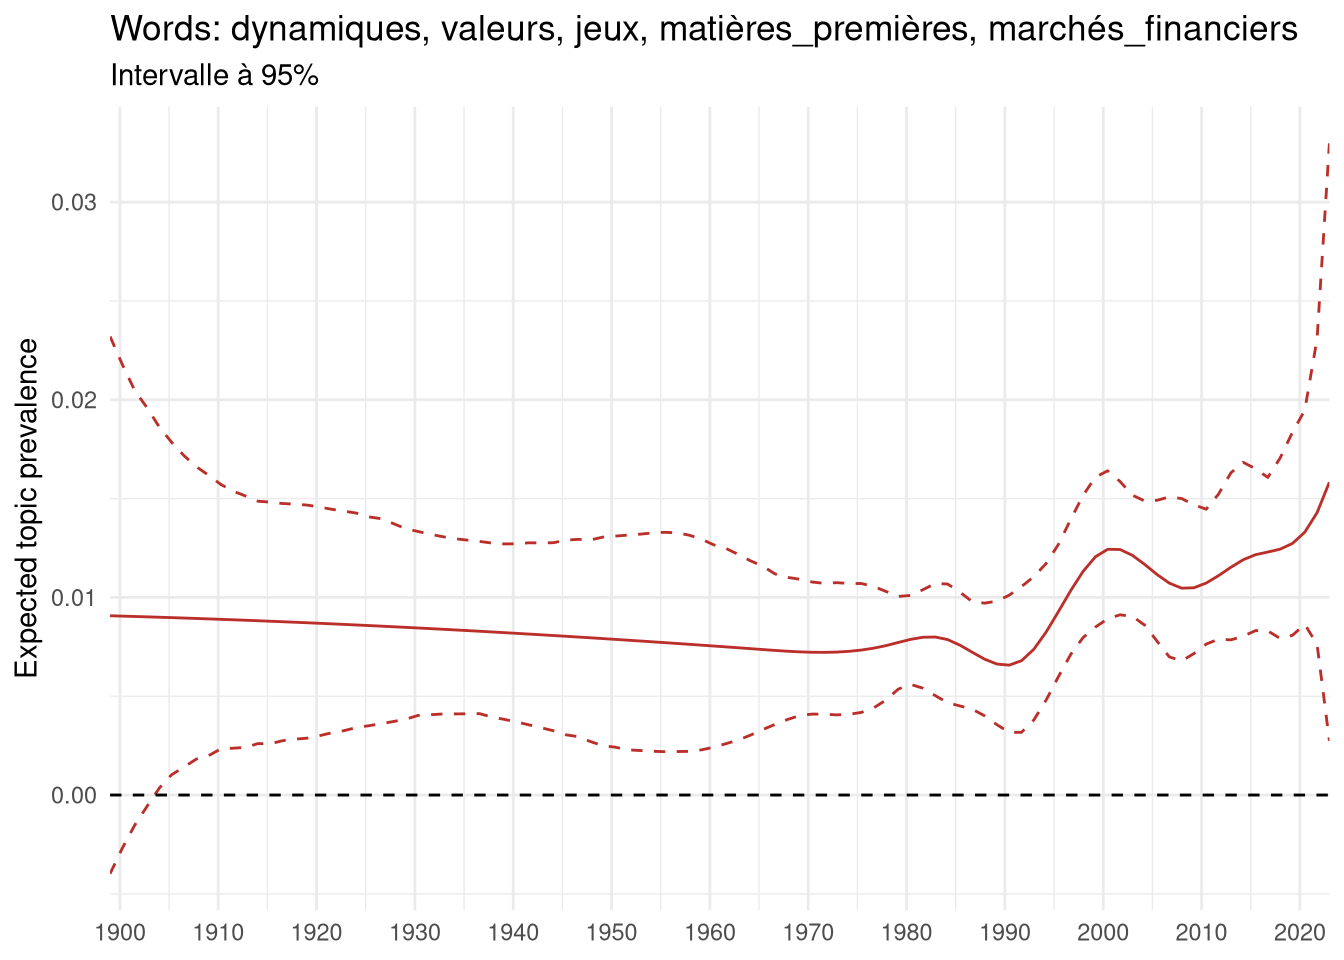 Words: dynamiques, valeurs, jeux, matières_premières, marchés_financiers
Intervalle à 95%
Expected topic prevalence
0.03
0.02
0.01
0.00
1900 1910 1920 1930 1940 1950 1960 1970 1980 1990 2000 2010 2020